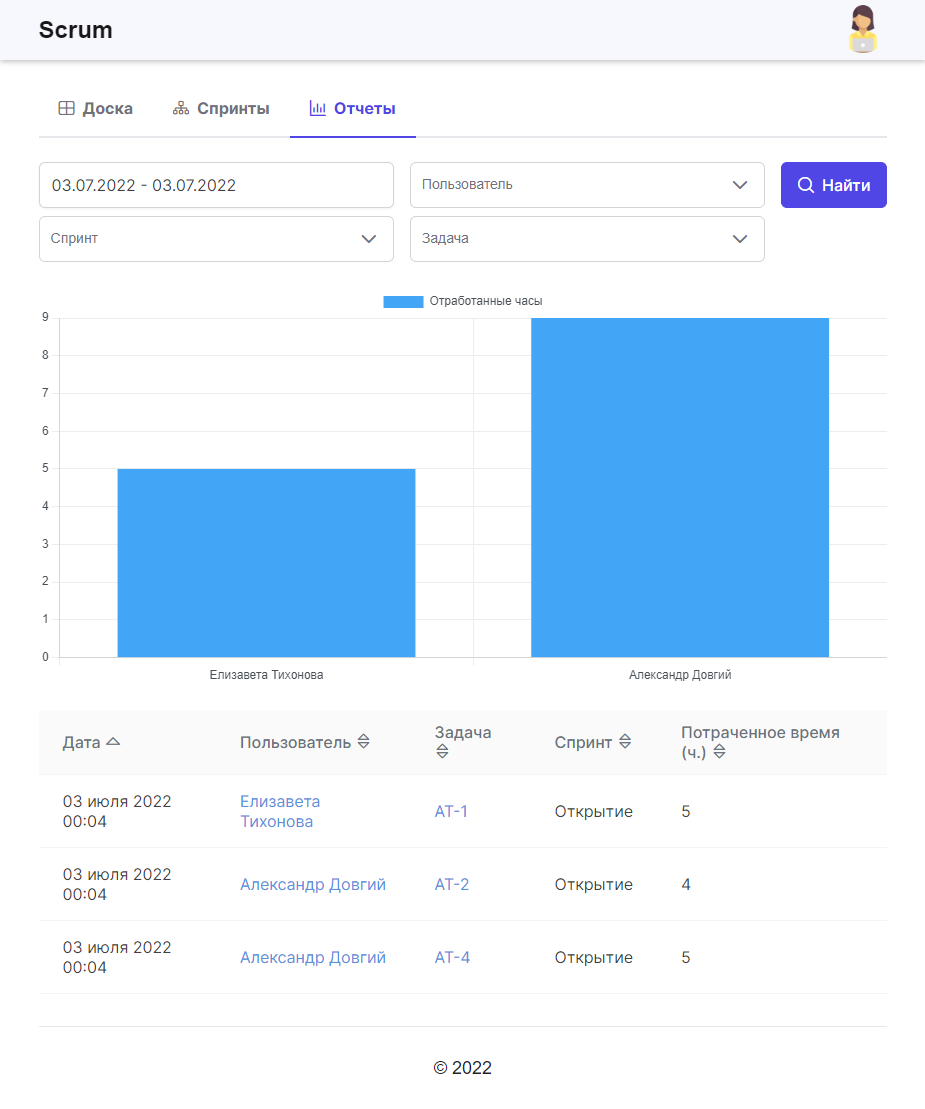 Scrum
Доска
Спринты
Отчеты
03.07.2022 - 03.07.2022
Пользователь
Найти
Спринт
Задача
Отработанные часы
9
8
7
6
5
4
3
2
1
0
Елизавета Тихонова
Александр Довгий
Дата
Пользователь
Задача
Спринт
Потраченное время
(ч.)
03 июля 2022
00:04
Елизавета
Тихонова
АТ-1
Открытие
5
03 июля 2022
00:04
Александр Довгий
АТ-2
Открытие
4
03 июля 2022
00:04
Александр Довгий
АТ-4
Открытие
5
© 2022